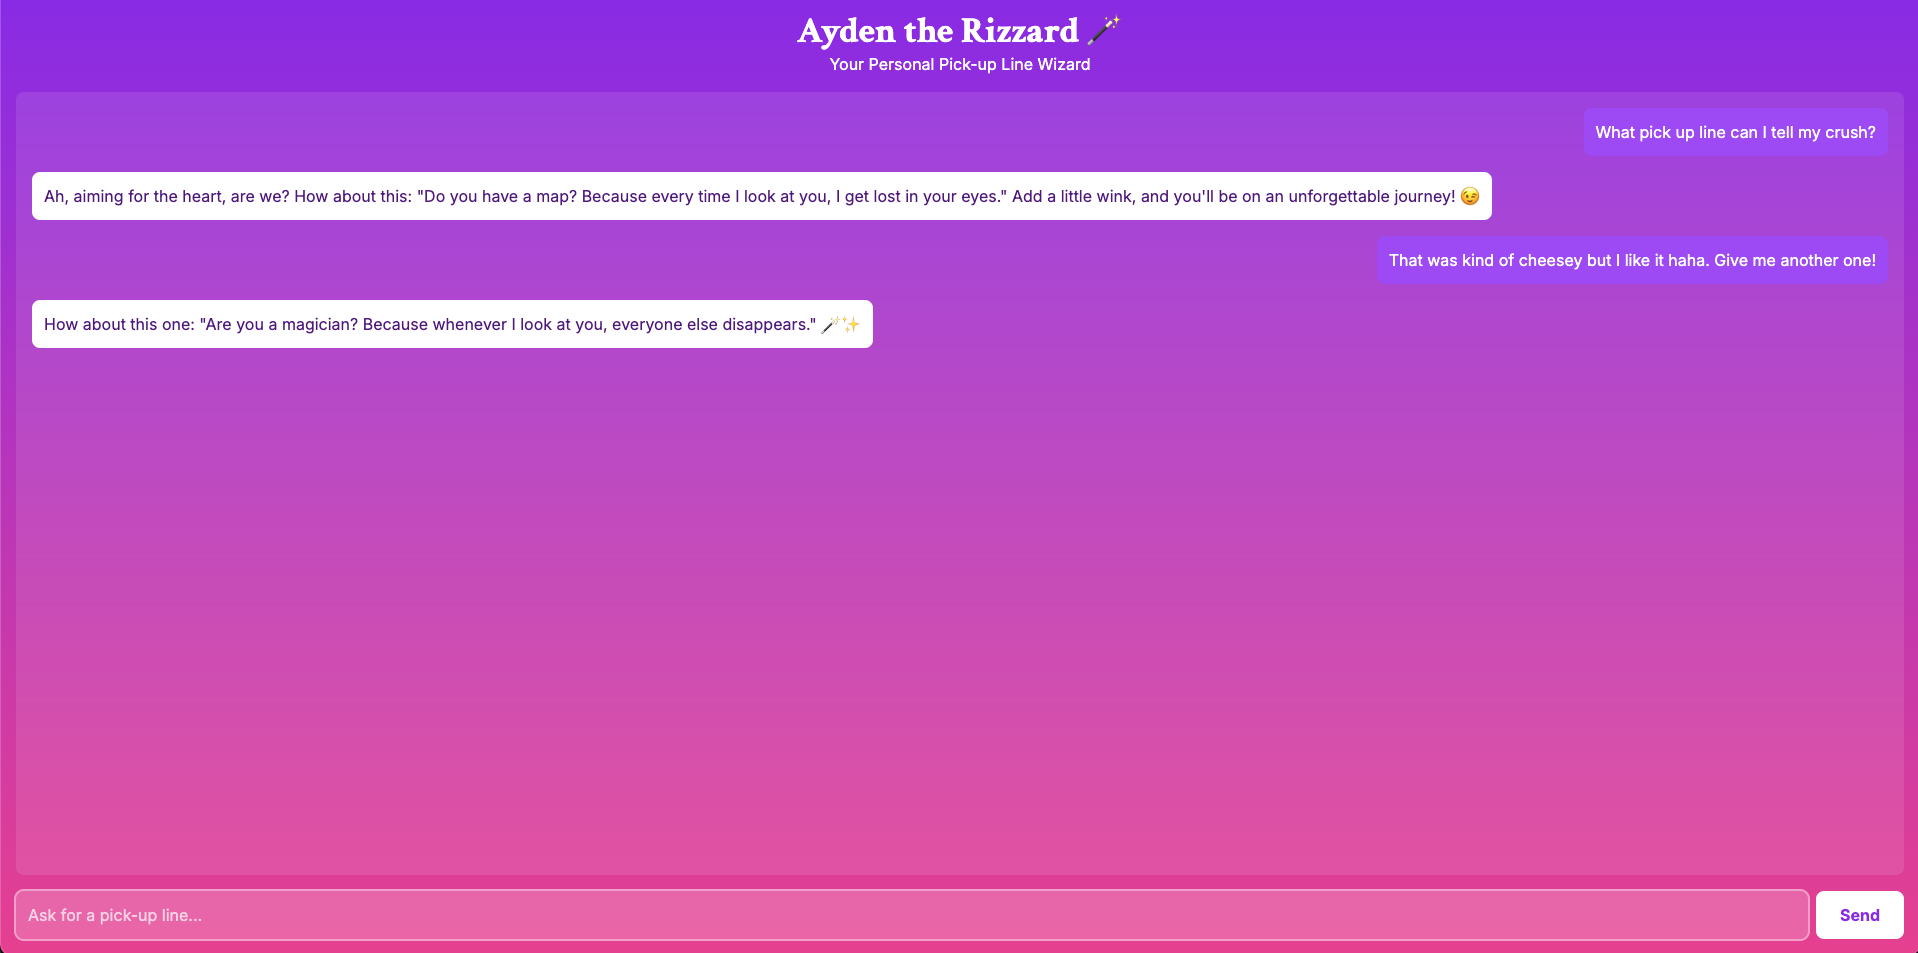 Ayden the Rizzard 🪄
Your Personal Pick-up Line Wizard
What pick up line can I tell my crush?
Ah, aiming for the heart, are we? How about this: "Do you have a map? Because every time I look at you, I get lost in your eyes." Add a little wink, and you'll be on an unforgettable journey! 😉
That was kind of cheesey but I like it haha. Give me another one!
How about this one: "Are you a magician? Because whenever I look at you, everyone else disappears." 🪄✨
Ask for a pick-up line...
Send